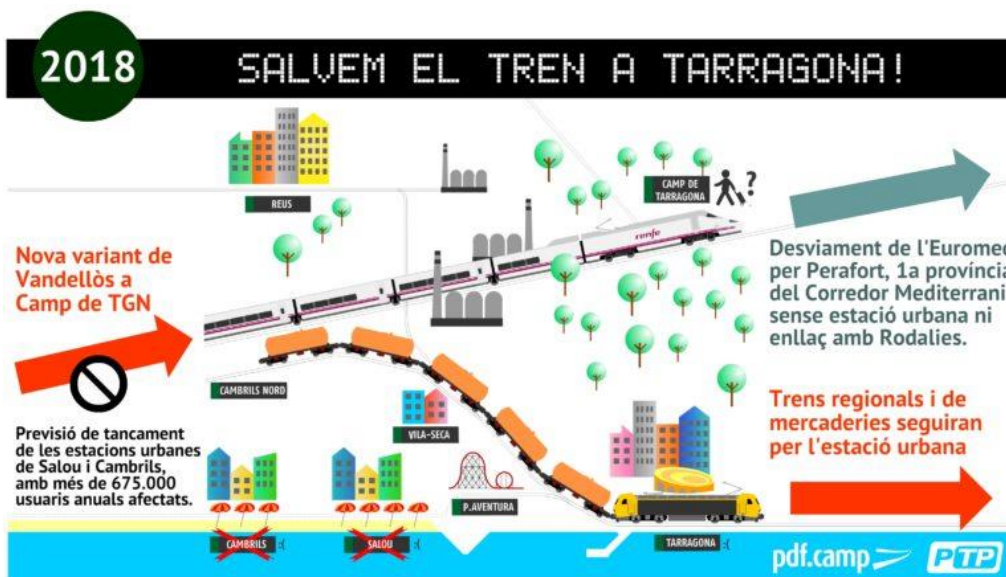 2018
SALVEM EL TREN A TARRAGONA!
REUS
CAMP DE
TARRAGONA
?
renfe
Nova variant de
Vandellòs a
Camp de TGN
Desviament de l'Euromed
per Perafort, 1a província
del Corredor Mediterrani
sense estació urbana ni
enllaç amb Rodalies.
CAMBRILS NORD
VILA-SECA
Previsió de tancament
de les estacions urbanes
de Salou i Cambrils,
amb més de 675.000
usuaris anuals afectats.
Trens regionals i de
mercaderies seguiran
per l'estació urbana
P.AVENTURA
CAMBRILS :(
SALOU :(
TARRAGONA :(
pdf.camp
PTP